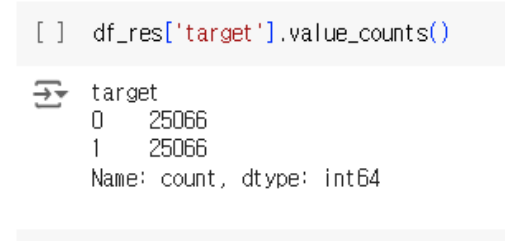 [ ] df_res['target'].value_counts()
target
0 25066
1 25066
Name: count, dtype: int64